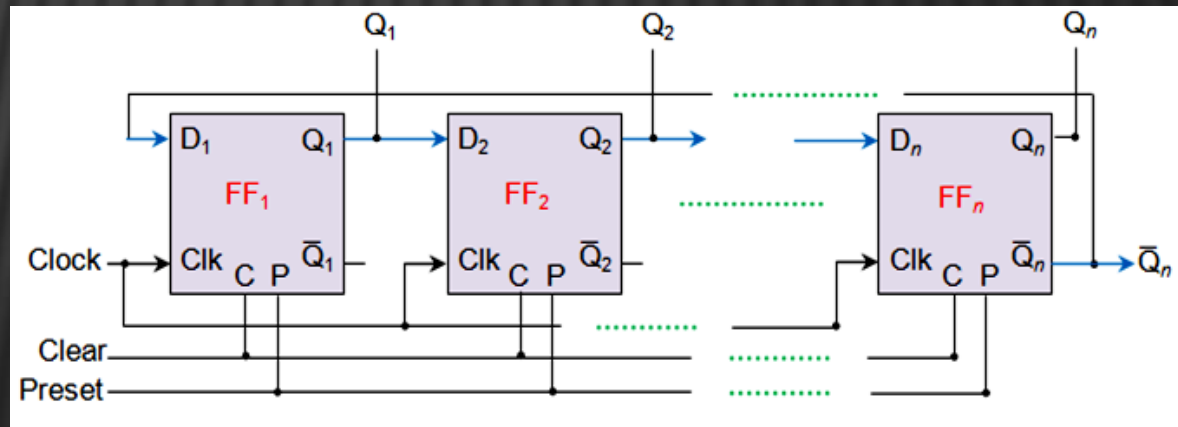 Q₁ Q₂ Qₙ
D₁ Q₁ D₂ Q₂ Dₙ Qₙ
FF₁ FF₂ FFₙ
Clock Clk Q̅₁ Clk Q̅₂ Clk Q̅ₙ Q̅ₙ
C P C P C P
Clear
Preset